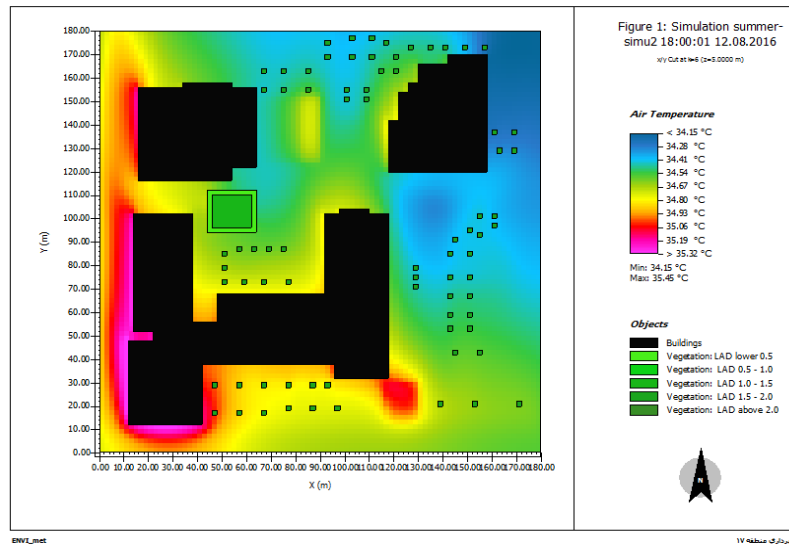 Figure 1: Simulation summer-
simu2 18:00:01 12.08.2016
x/y Cut at k=6 (z=5.0000 m)
Air Temperature
< 34.15 °C
34.28 °C
34.41 °C
34.54 °C
34.67 °C
34.80 °C
34.93 °C
35.06 °C
35.19 °C
> 35.32 °C
Min: 34.15 °C
Max: 35.45 °C
Objects
Buildings
Vegetation: LAD lower 0.5
Vegetation: LAD 0.5 - 1.0
Vegetation: LAD 1.0 - 1.5
Vegetation: LAD 1.5 - 2.0
Vegetation: LAD above 2.0
N
180.00
170.00
160.00
150.00
140.00
130.00
120.00
110.00
100.00
90.00
80.00
70.00
60.00
50.00
40.00
30.00
20.00
10.00
0.00
Y (m)
0.00 10.00 20.00 30.00 40.00 50.00 60.00 70.00 80.00 90.00 100.00 110.00 120.00 130.00 140.00 150.00 160.00 170.00 180.00
X (m)
ENVI_met
برداری منطقه ۱۷